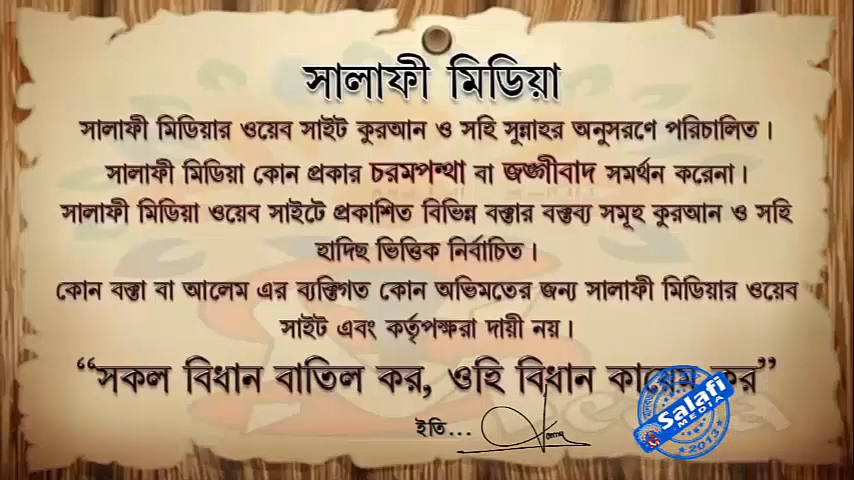 সালাফী মিডিয়া
সালাফী মিডিয়ার ওয়েব সাইট কুরআন ও সহি সুন্নাহর অনুসরণে পরিচালিত।
সালাফী মিডিয়া কোন প্রকার চরমপন্থা বা জঙ্গীবাদ সমর্থন করেনা।
সালাফী মিডিয়া ওয়েব সাইটে প্রকাশিত বিভিন্ন বক্তার বক্তব্য সমূহ কুরআন ও সহি
হাদিছ ভিত্তিক নির্বাচিত।
কোন বক্তা বা আলেম এর ব্যক্তিগত কোন অভিমতের জন্য সালাফী মিডিয়ার ওয়েব
সাইট এবং কর্তৃপক্ষরা দায়ী নয়।
“সকল বিধান বাতিল কর, ওহি বিধান কায়েম কর”
ইতি...
Salafi
MEDIA
2013